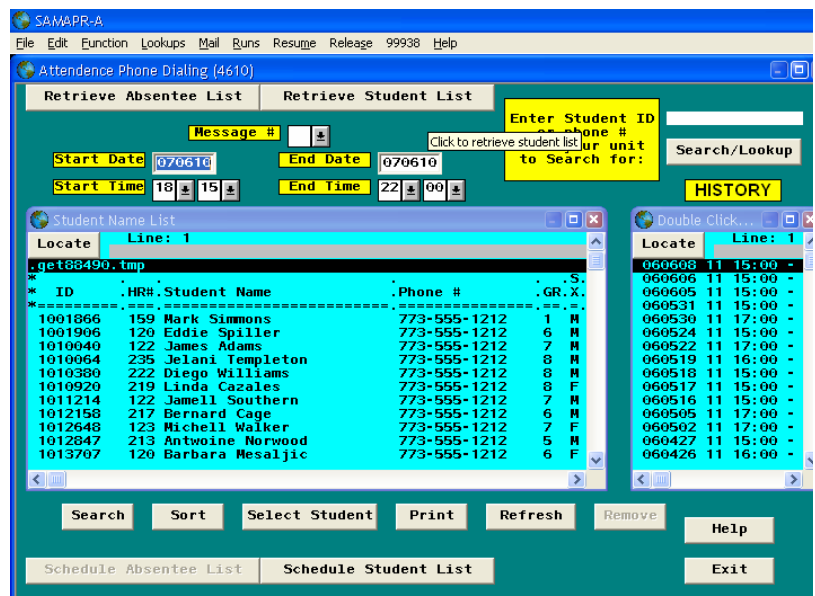 SAMAPR-A
File Edit Function Lookups Mail Runs Resume Release 99938 Help
Attendence Phone Dialing (4610)
Retrieve Absentee List Retrieve Student List
Message #
Click to retrieve student list
Enter Student ID
or phone #
ur unit
to Search for:
Search/Lookup
Start Date 070610 End Date 070610
Start Time 18 15 End Time 22 00
HISTORY
Student Name List
Locate Line: 1
.get88490.tmp
* . . . .S.
* ID .HR#.Student Name .Phone # .GR.X.
*=========.===.==========================.================.==.=.
1001866 159 Mark Simmons 773-555-1212 1 M
1001906 120 Eddie Spiller 773-555-1212 6 M
1010040 122 James Adams 773-555-1212 7 M
1010064 235 Jelani Templeton 773-555-1212 8 M
1010380 222 Diego Williams 773-555-1212 8 M
1010920 219 Linda Cazales 773-555-1212 8 F
1011214 122 Jamell Southern 773-555-1212 7 M
1012158 217 Bernard Cage 773-555-1212 6 M
1012648 123 Michell Walker 773-555-1212 7 F
1012847 213 Antwoine Norwood 773-555-1212 5 M
1013707 120 Barbara Mesaljic 773-555-1212 6 F
Double Click...
Locate Line: 1
060608 11 15:00 -
060606 11 15:00 -
060605 11 15:00 -
060531 11 15:00 -
060530 11 17:00 -
060524 11 15:00 -
060522 11 17:00 -
060519 11 16:00 -
060518 11 15:00 -
060517 11 15:00 -
060516 11 15:00 -
060505 11 17:00 -
060502 11 17:00 -
060427 11 15:00 -
060426 11 16:00 -
Search Sort Select Student Print Refresh Remove
Help
Schedule Absentee List Schedule Student List Exit